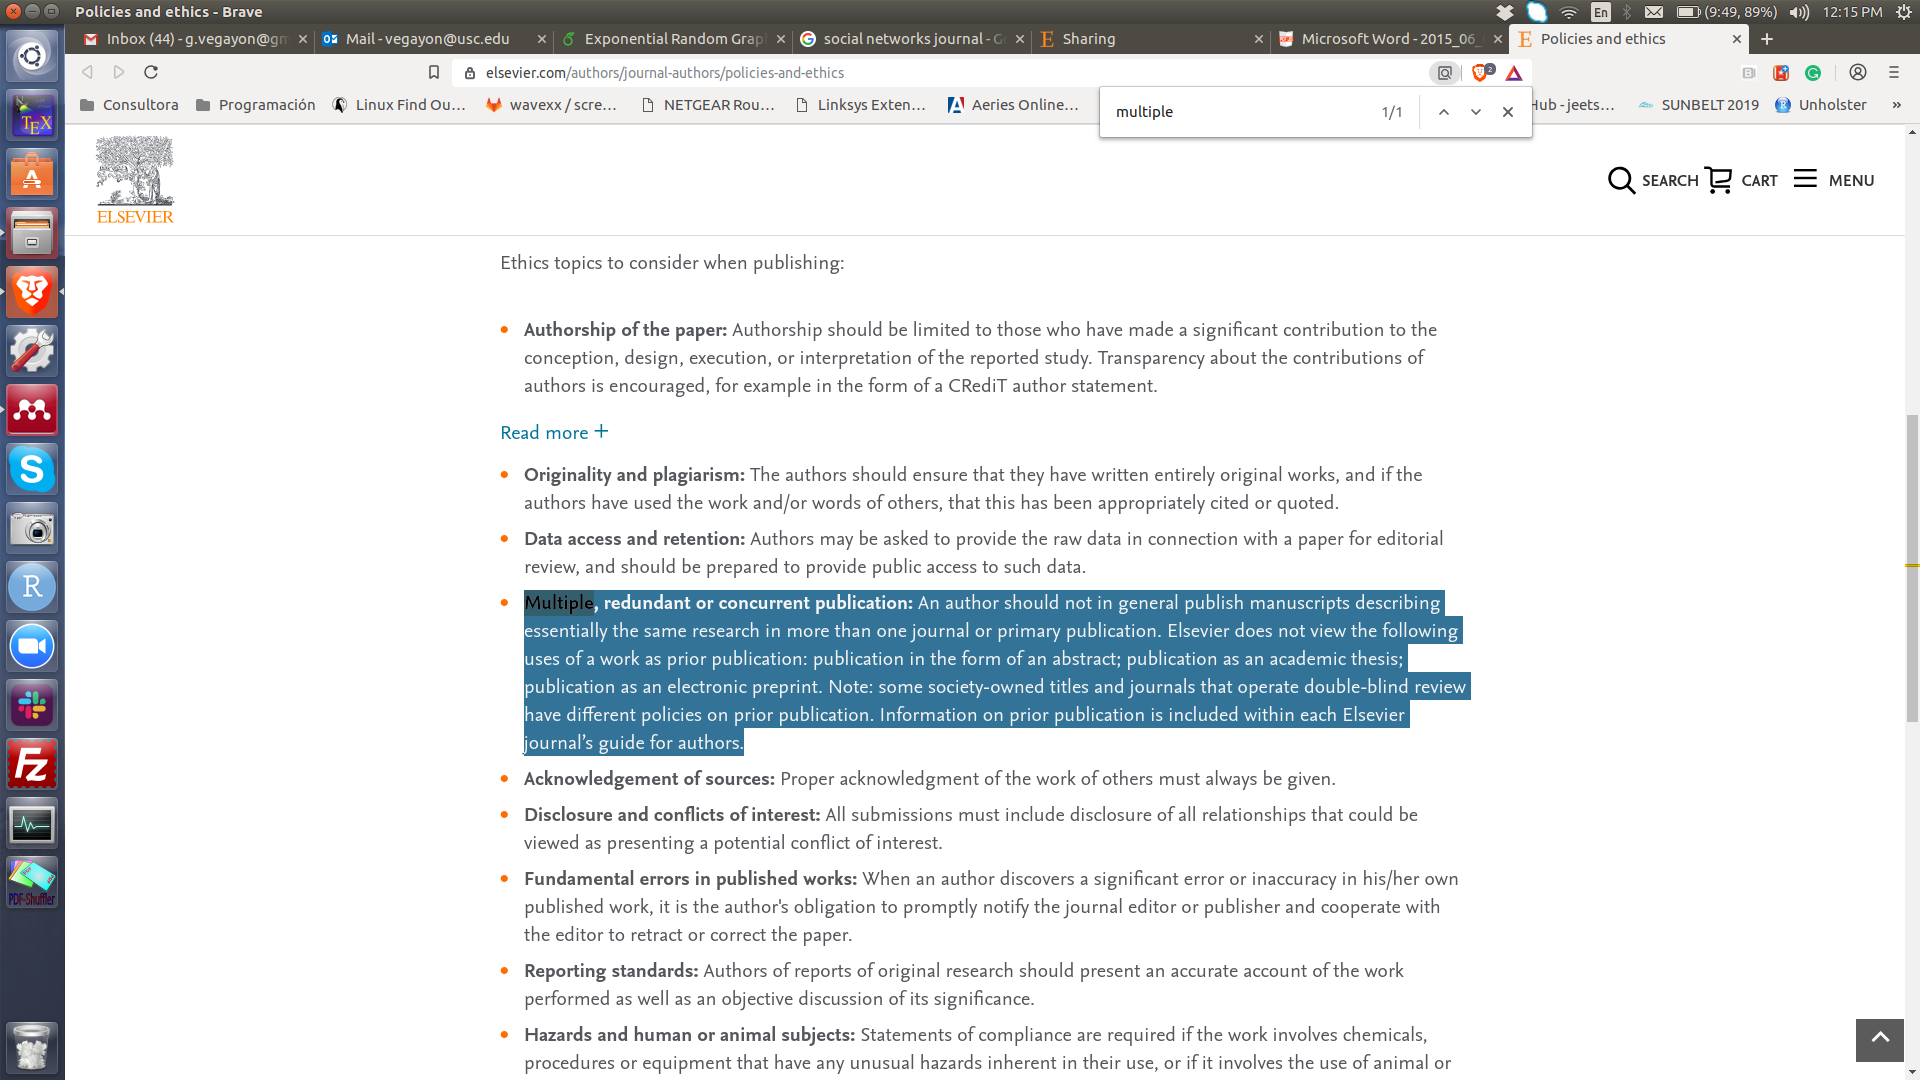 Policies and ethics - Brave
En
(9:49, 89%)
12:15 PM
Inbox (44) - g.vegayon@gm
Mail - vegayon@usc.edu
Exponential Random Grap
social networks journal - G
Sharing
Microsoft Word - 2015_06_
Policies and ethics
elsevier.com/authors/journal-authors/policies-and-ethics
2
Consultora
Programación
Linux Find Ou...
wavexx / scre...
NETGEAR Rou...
Linksys Exten...
Aeries Online...
Hub - jeets...
SUNBELT 2019
Unholster
»
multiple
1/1
ELSEVIER
SEARCH
CART
MENU
Ethics topics to consider when publishing:
Authorship of the paper: Authorship should be limited to those who have made a significant contribution to the
conception, design, execution, or interpretation of the reported study. Transparency about the contributions of
authors is encouraged, for example in the form of a CRediT author statement.
Read more +
Originality and plagiarism: The authors should ensure that they have written entirely original works, and if the
authors have used the work and/or words of others, that this has been appropriately cited or quoted.
Data access and retention: Authors may be asked to provide the raw data in connection with a paper for editorial
review, and should be prepared to provide public access to such data.
Multiple, redundant or concurrent publication: An author should not in general publish manuscripts describing
essentially the same research in more than one journal or primary publication. Elsevier does not view the following
uses of a work as prior publication: publication in the form of an abstract; publication as an academic thesis;
publication as an electronic preprint. Note: some society-owned titles and journals that operate double-blind review
have different policies on prior publication. Information on prior publication is included within each Elsevier
journal’s guide for authors.
Acknowledgement of sources: Proper acknowledgment of the work of others must always be given.
Disclosure and conflicts of interest: All submissions must include disclosure of all relationships that could be
viewed as presenting a potential conflict of interest.
Fundamental errors in published works: When an author discovers a significant error or inaccuracy in his/her own
published work, it is the author's obligation to promptly notify the journal editor or publisher and cooperate with
the editor to retract or correct the paper.
Reporting standards: Authors of reports of original research should present an accurate account of the work
performed as well as an objective discussion of its significance.
Hazards and human or animal subjects: Statements of compliance are required if the work involves chemicals,
procedures or equipment that have any unusual hazards inherent in their use, or if it involves the use of animal or
TEX
S
R
Fz
PDF-Shuffler